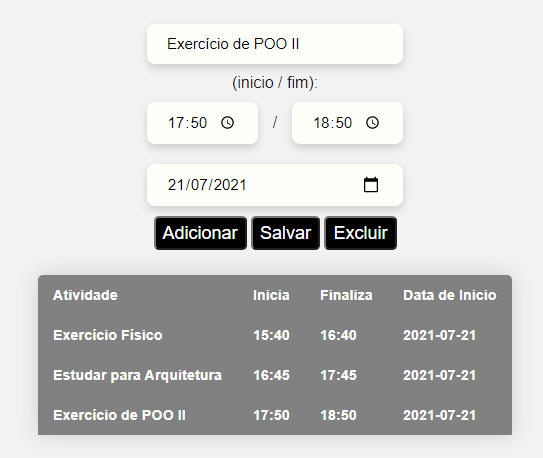 Exercício de POO II
(inicio / fim):
17:50 / 18:50
21/07/2021
Adicionar Salvar Excluir
Atividade Inicia Finaliza Data de Inicio
Exercício Físico 15:40 16:40 2021-07-21
Estudar para Arquitetura 16:45 17:45 2021-07-21
Exercício de POO II 17:50 18:50 2021-07-21